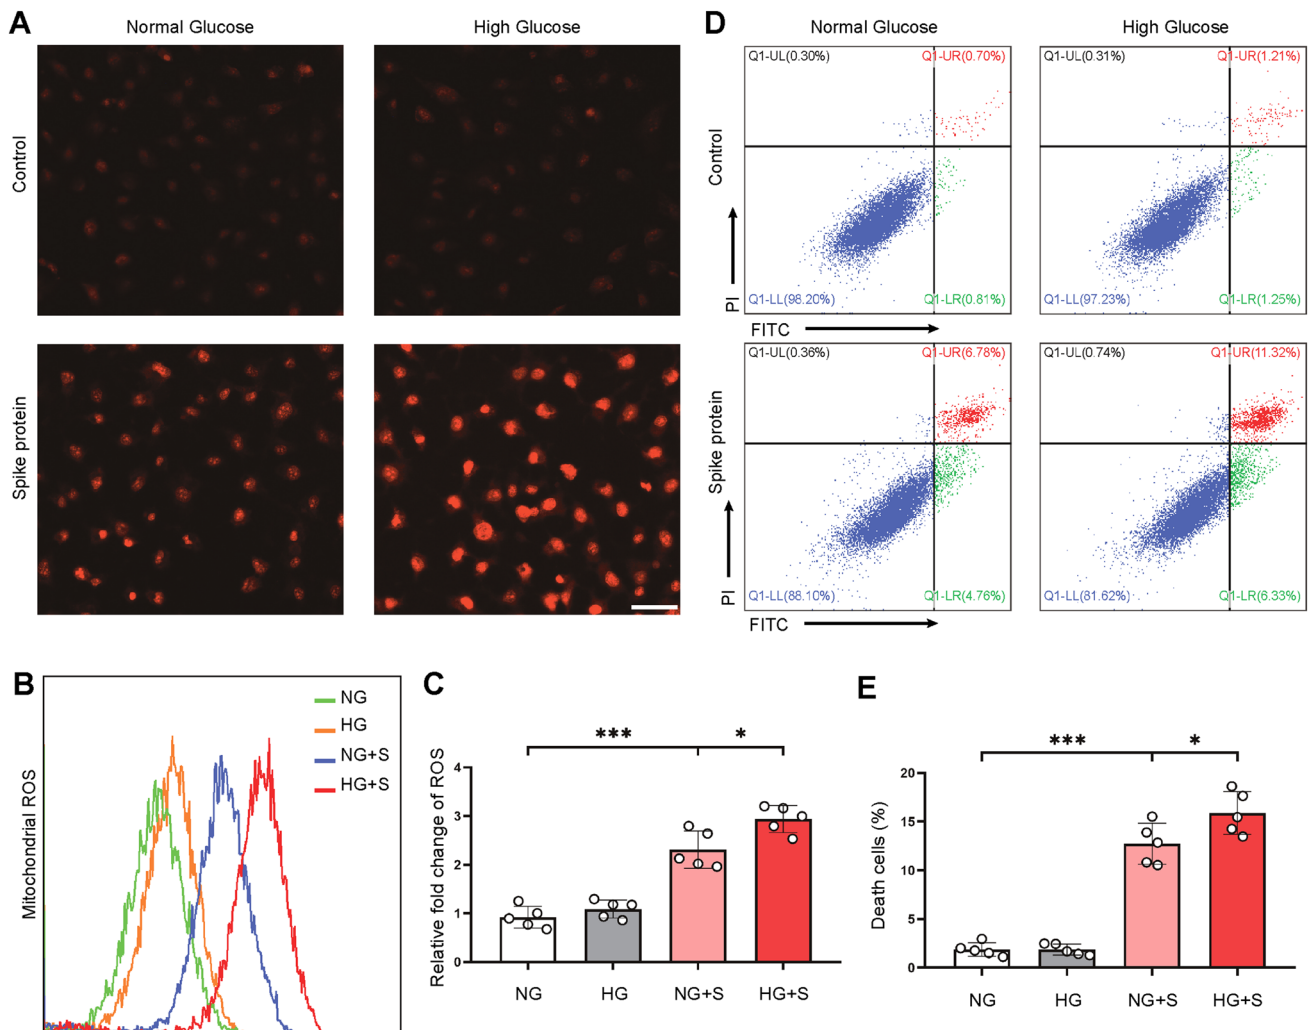 A
Normal Glucose
High Glucose
Control
Spike protein
D
Normal Glucose
High Glucose
Control
Q1-UL(0.30%)
Q1-UR(0.70%)
Q1-LL(98.20%)
Q1-LR(0.81%)
Q1-UL(0.31%)
Q1-UR(1.21%)
Q1-LL(97.23%)
Q1-LR(1.25%)
PI
FITC
Spike protein
Q1-UL(0.36%)
Q1-UR(6.78%)
Q1-LL(88.10%)
Q1-LR(4.76%)
Q1-UL(0.74%)
Q1-UR(11.32%)
Q1-LL(81.62%)
Q1-LR(6.33%)
PI
FITC
B
Mitochondrial ROS
NG
HG
NG+S
HG+S
C
Relative fold change of ROS
4
3
2
1
0
***
*
NG
HG
NG+S
HG+S
E
Death cells (%)
20
15
10
5
0
***
*
NG
HG
NG+S
HG+S